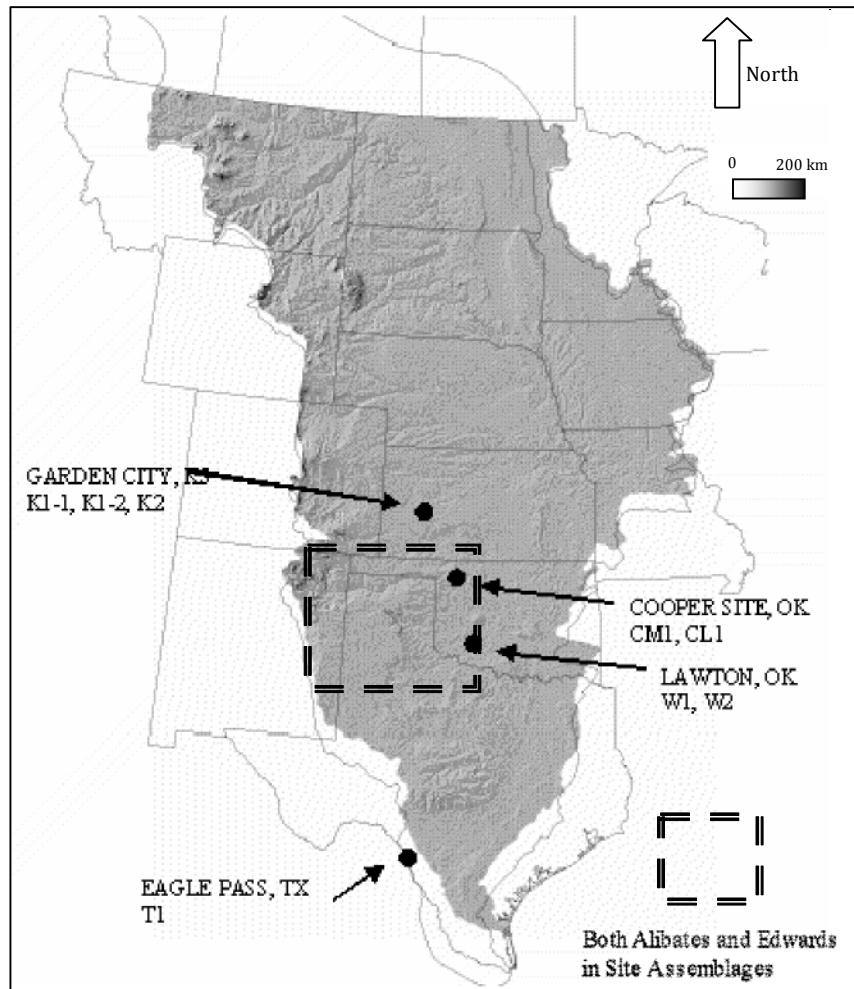 North
0 200 km
GARDEN CITY, KS
K1-1, K1-2, K2
COOPER SITE, OK
CM1, CL1
LAWTON, OK
W1, W2
EAGLE PASS, TX
T1
Both Alibates and Edwards
in Site Assemblages